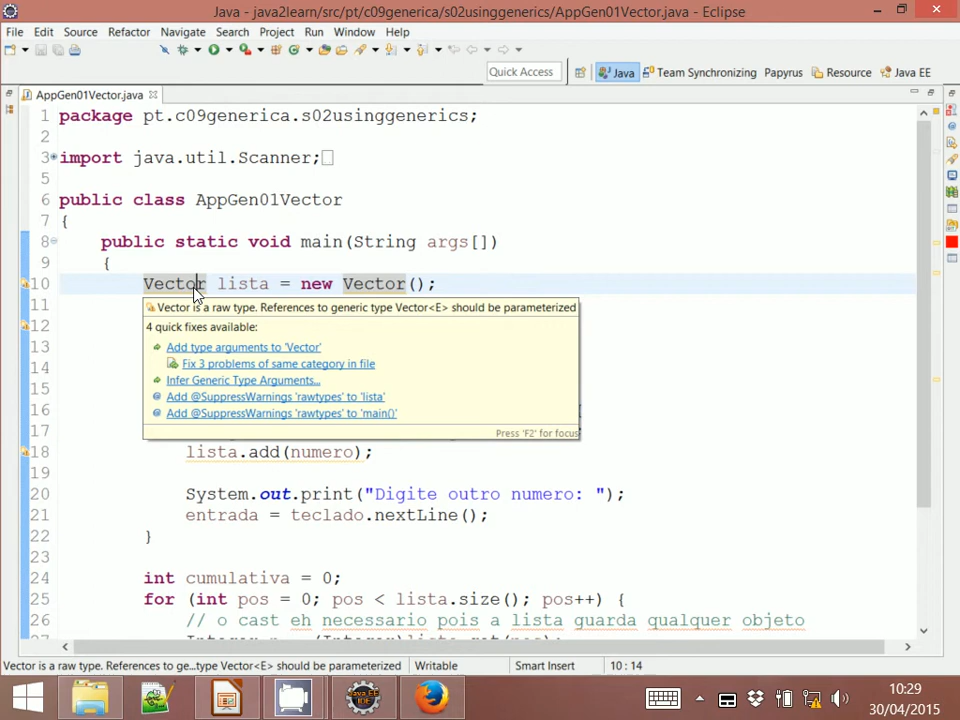 Java - java2learn/src/pt/c09generica/s02usinggenerics/AppGen01Vector.java - Eclipse
File Edit Source Refactor Navigate Search Project Run Window Help
Quick Access Java Team Synchronizing Papyrus Resource Java EE
AppGen01Vector.java
1 package pt.c09generica.s02usinggenerics;
2
3 import java.util.Scanner;
5
6 public class AppGen01Vector
7 {
8 public static void main(String args[])
9 {
10 Vector lista = new Vector();
11
Vector is a raw type. References to generic type Vector<E> should be parameterized
12
4 quick fixes available:
13
Add type arguments to 'Vector'
14
Fix 3 problems of same category in file
15
Infer Generic Type Arguments...
Add @SuppressWarnings 'rawtypes' to 'lista'
16
Add @SuppressWarnings 'rawtypes' to 'main()'
17
Press 'F2' for focus
18 lista.add(numero);
19
20 System.out.print("Digite outro numero: ");
21 entrada = teclado.nextLine();
22 }
23
24 int cumulativa = 0;
25 for (int pos = 0; pos < lista.size(); pos++) {
26 // o cast eh necessario pois a lista guarda qualquer objeto
Vector is a raw type. References to ge...type Vector<E> should be parameterized Writable Smart Insert 10 : 14
10:29
30/04/2015